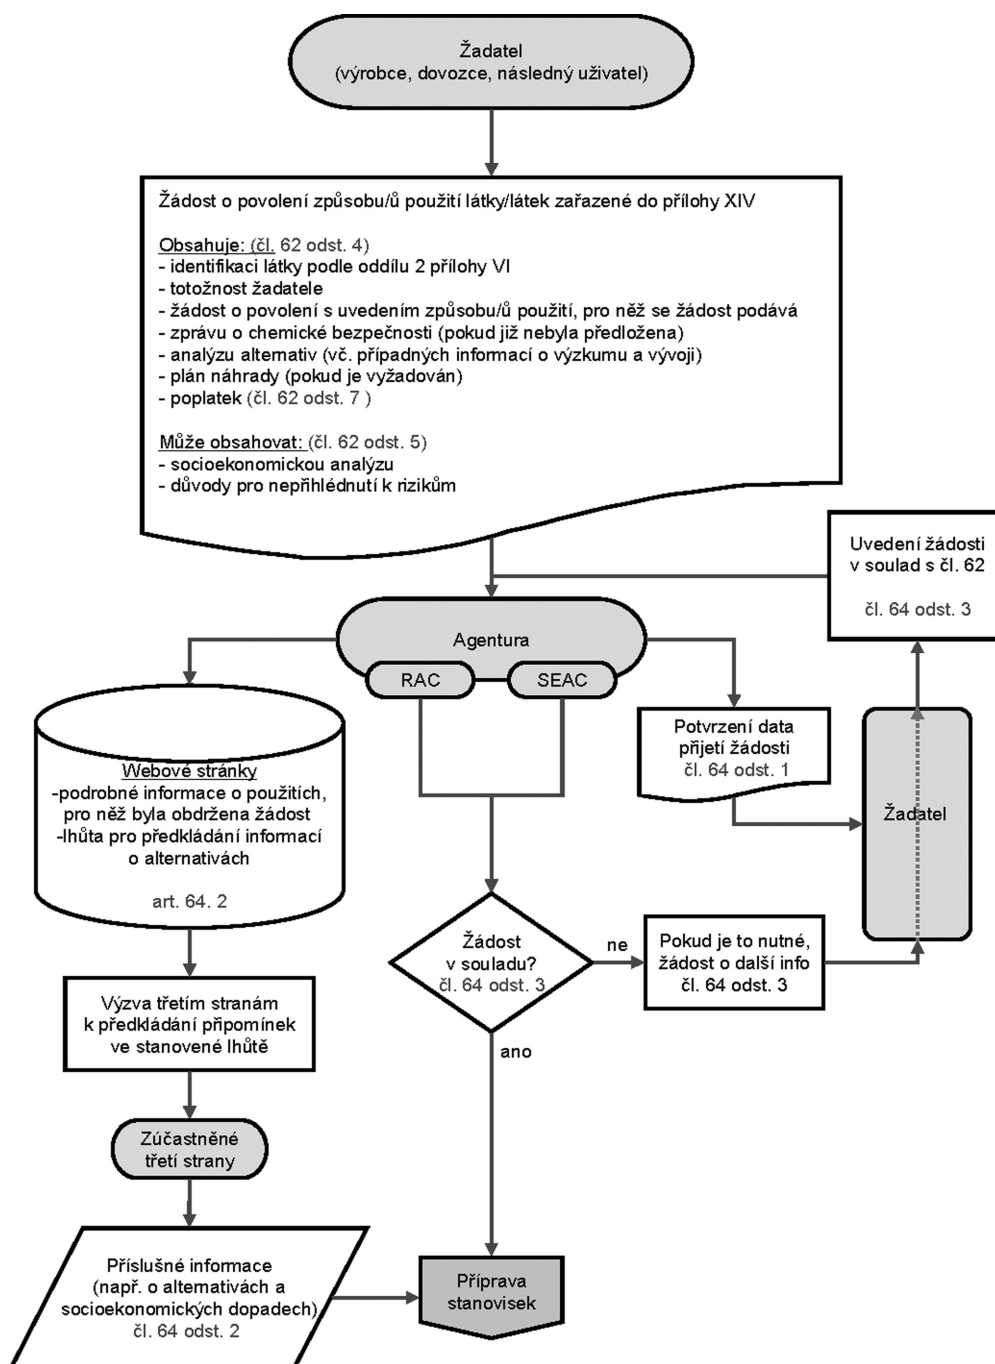 Žadatel
(výrobce, dovozce, následný uživatel)
Žádost o povolení způsobu/ů použití látky/látek zařazené do přílohy XIV
Obsahuje: (čl. 62 odst. 4)
- identifikaci látky podle oddílu 2 přílohy VI
- totožnost žadatele
- žádost o povolení s uvedením způsobu/ů použití, pro něž se žádost podává
- zprávu o chemické bezpečnosti (pokud již nebyla předložena)
- analýzu alternativ (vč. případných informací o výzkumu a vývoji)
- plán náhrady (pokud je vyžadován)
- poplatek (čl. 62 odst. 7 )
Může obsahovat: (čl. 62 odst. 5)
- socioekonomickou analýzu
- důvody pro nepřihlédnutí k rizikům
Uvedení žádosti
v soulad s čl. 62
čl. 64 odst. 3
Agentura
RAC
SEAC
Potvrzení data
přijetí žádosti
čl. 64 odst. 1
Žadatel
Webové stránky
-podrobné informace o použitích,
pro něž byla obdržena žádost
-lhůta pro předkládání informací
o alternativách
art. 64. 2
Žádost
v souladu?
čl. 64 odst. 3
ne
Pokud je to nutné,
žádost o další info
čl. 64 odst. 3
ano
Výzva třetím stranám
k předkládání připomínek
ve stanovené lhůtě
Zúčastněné
třetí strany
Příslušné informace
(např. o alternativách a
socioekonomických dopadech)
čl. 64 odst. 2
Příprava
stanovisek